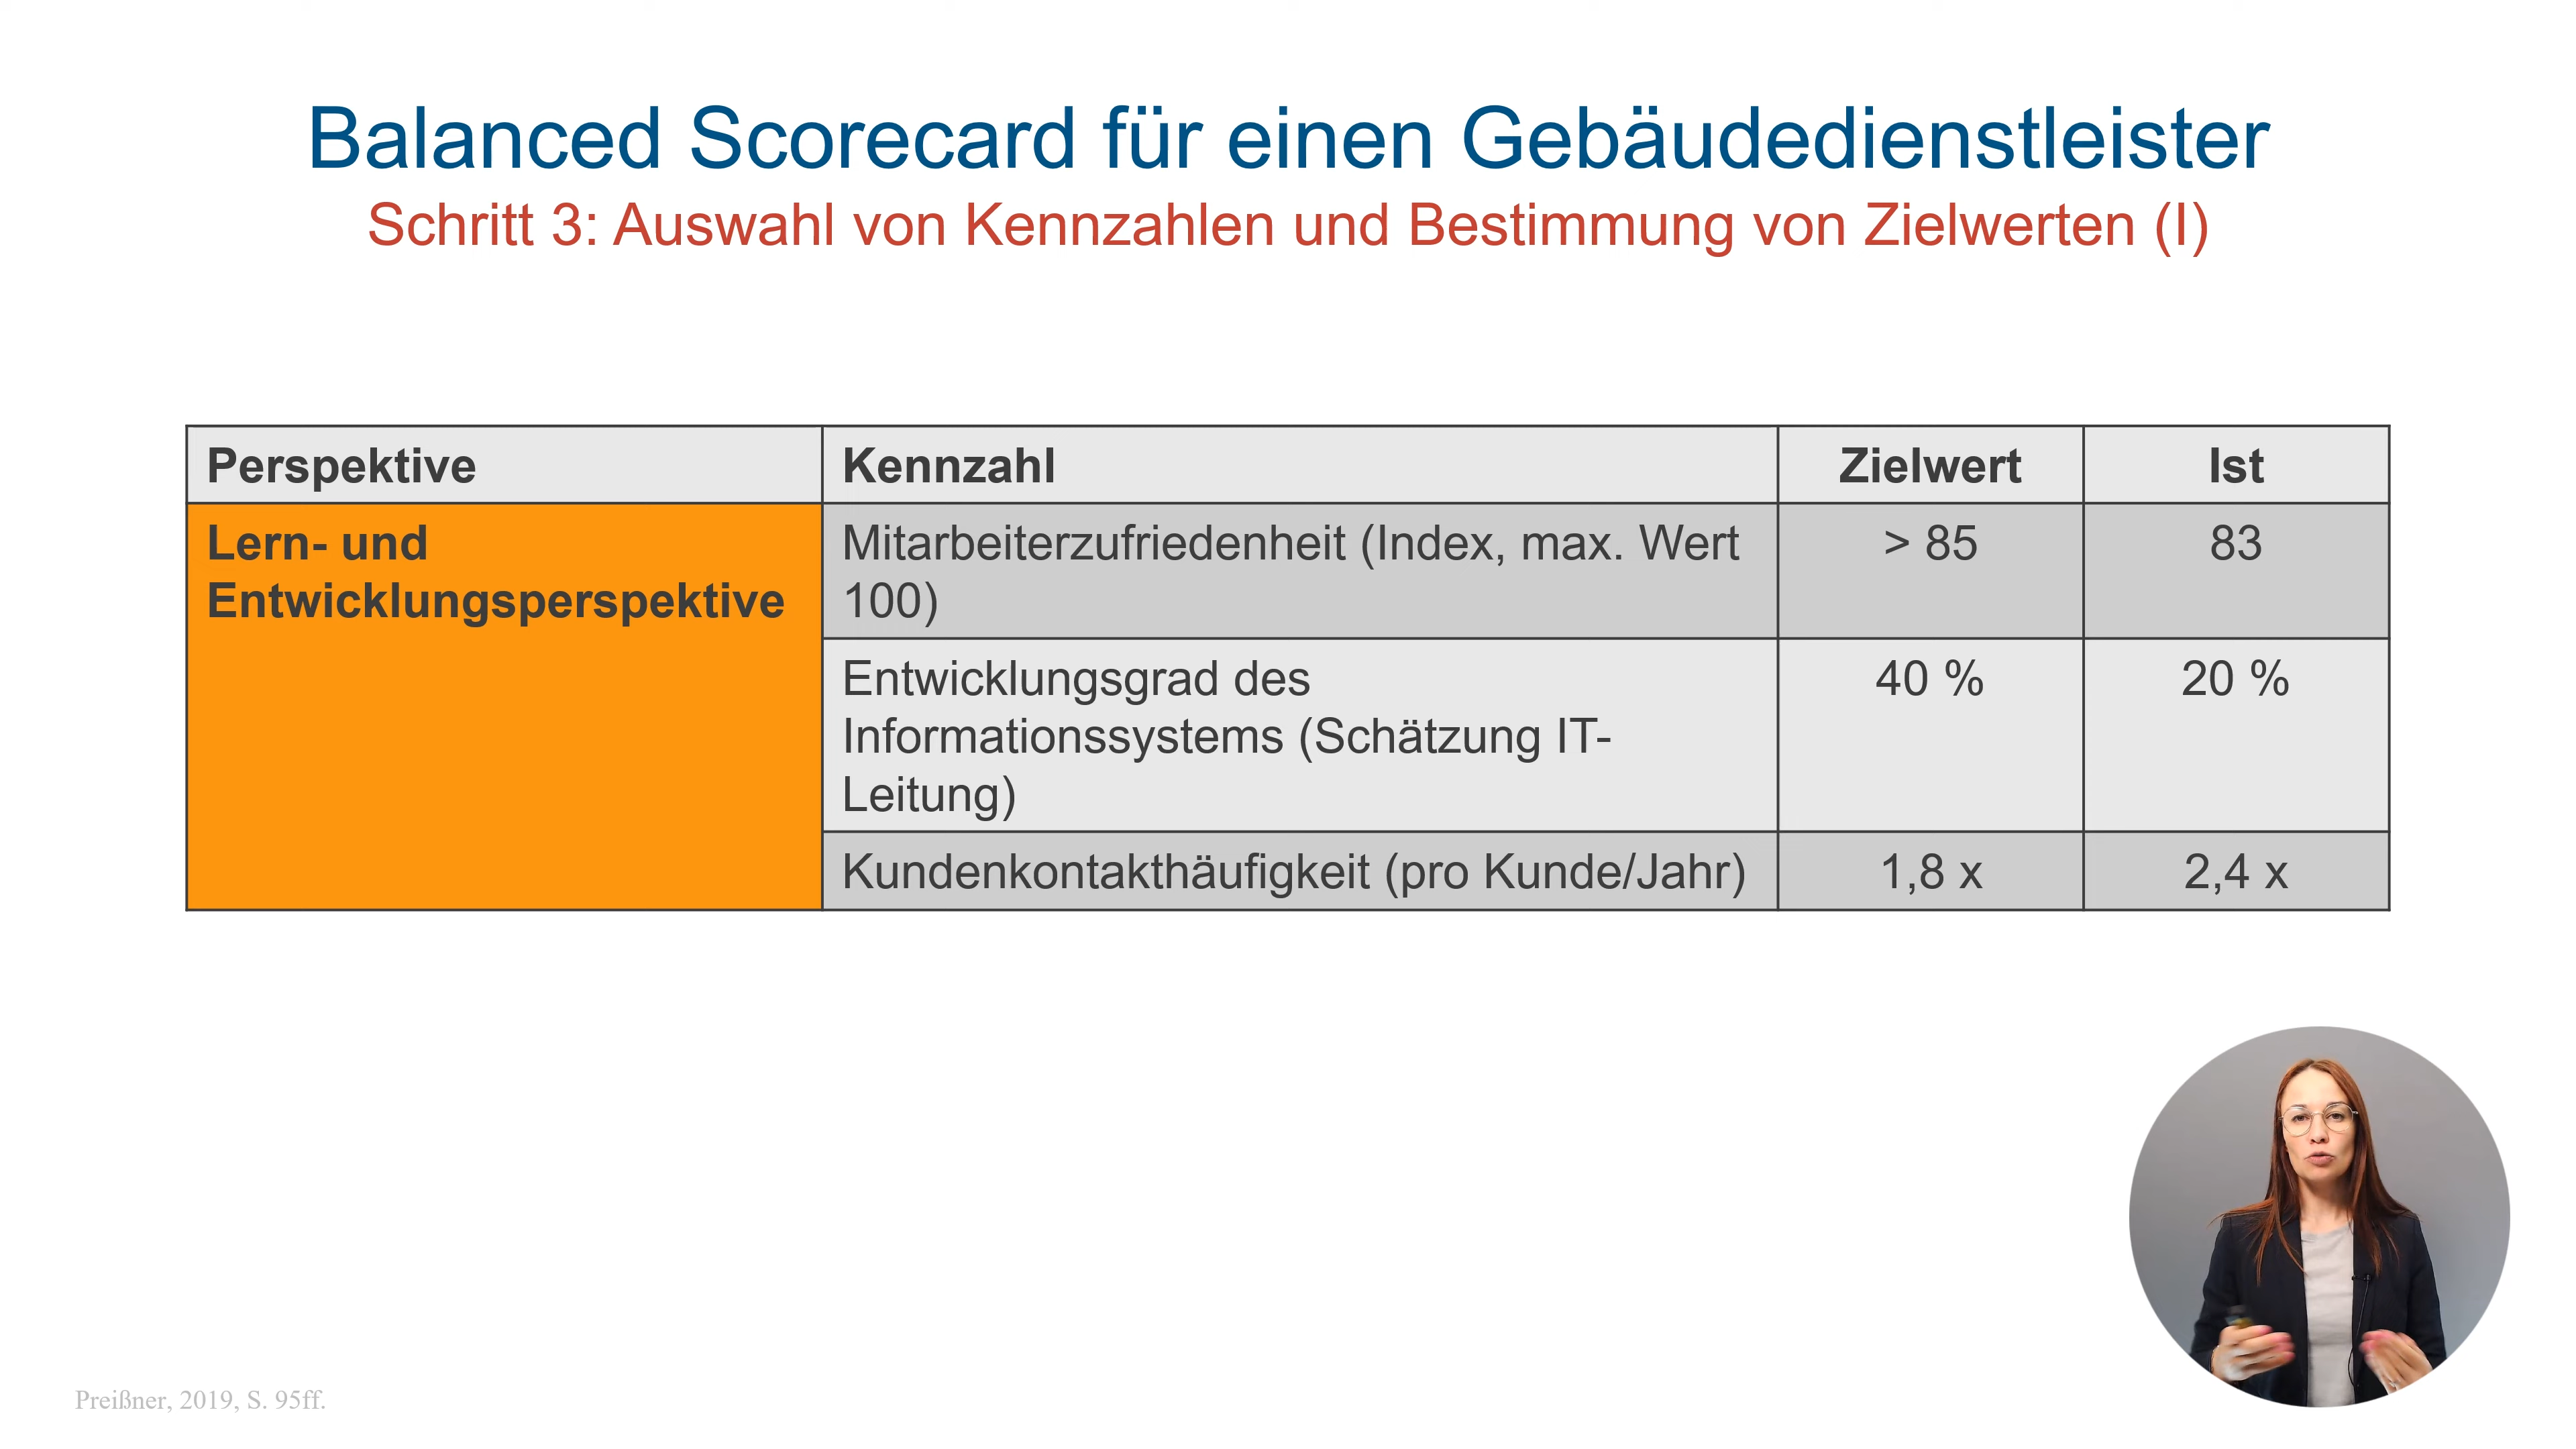 Balanced Scorecard für einen Gebäudedienstleister
Schritt 3: Auswahl von Kennzahlen und Bestimmung von Zielwerten (I)
Perspektive
Kennzahl
Zielwert
Ist
Lern- und
Entwicklungsperspektive
Mitarbeiterzufriedenheit (Index, max. Wert
100)
> 85
83
Entwicklungsgrad des
Informationssystems (Schätzung IT-
Leitung)
40 %
20 %
Kundenkontakthäufigkeit (pro Kunde/Jahr)
1,8 x
2,4 x
Preißner, 2019, S. 95ff.